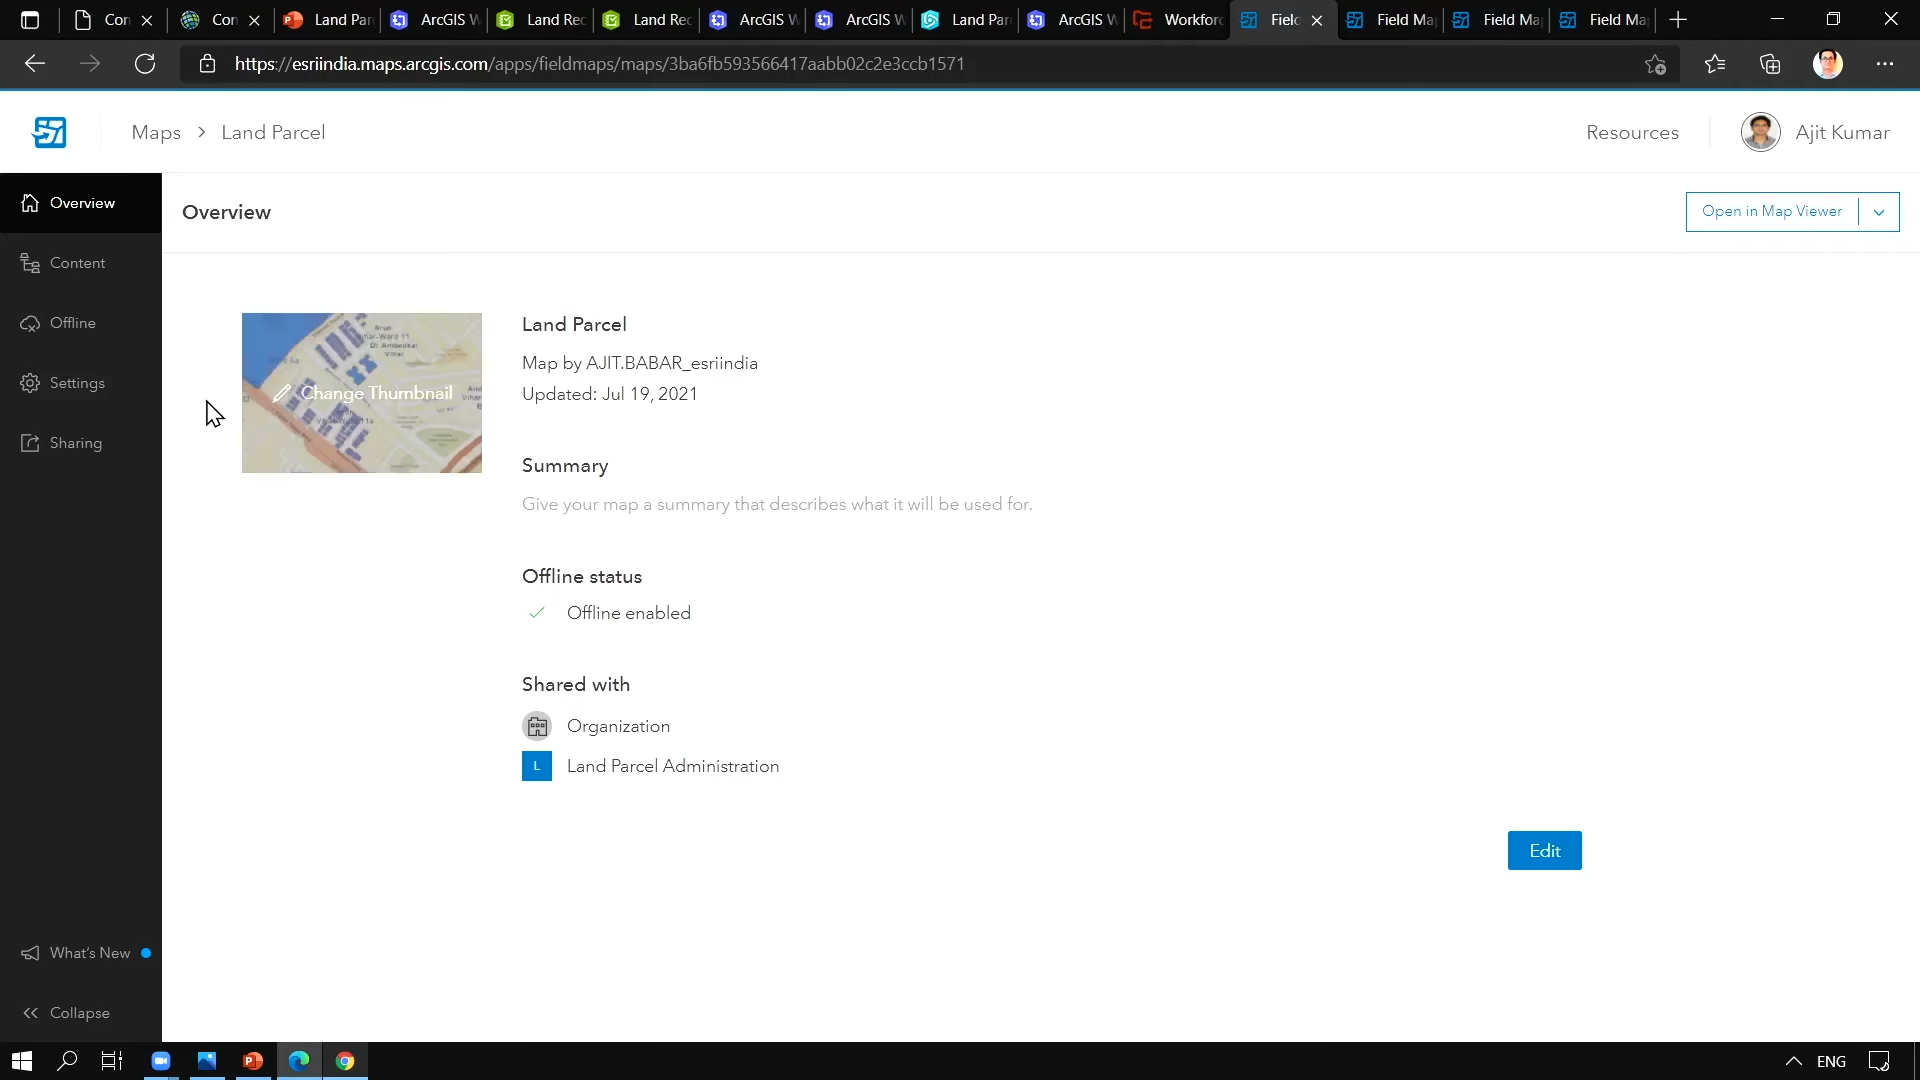 Con
Con
Land Par
ArcGIS W
Land Rec
Land Rec
ArcGIS W
ArcGIS W
Land Par
ArcGIS W
Workforc
Field
Field Ma
Field Ma
Field Ma
https://esriindia.maps.arcgis.com/apps/fieldmaps/maps/3ba6fb593566417aabb02c2e3ccb1571
Maps > Land Parcel
Resources
Ajit Kumar
Overview
Content
Offline
Settings
Sharing
What's New
Collapse
Overview
Open in Map Viewer
Change Thumbnail
Land Parcel
Map by AJIT.BABAR_esriindia
Updated: Jul 19, 2021
Summary
Give your map a summary that describes what it will be used for.
Offline status
Offline enabled
Shared with
Organization
L Land Parcel Administration
Edit
ENG